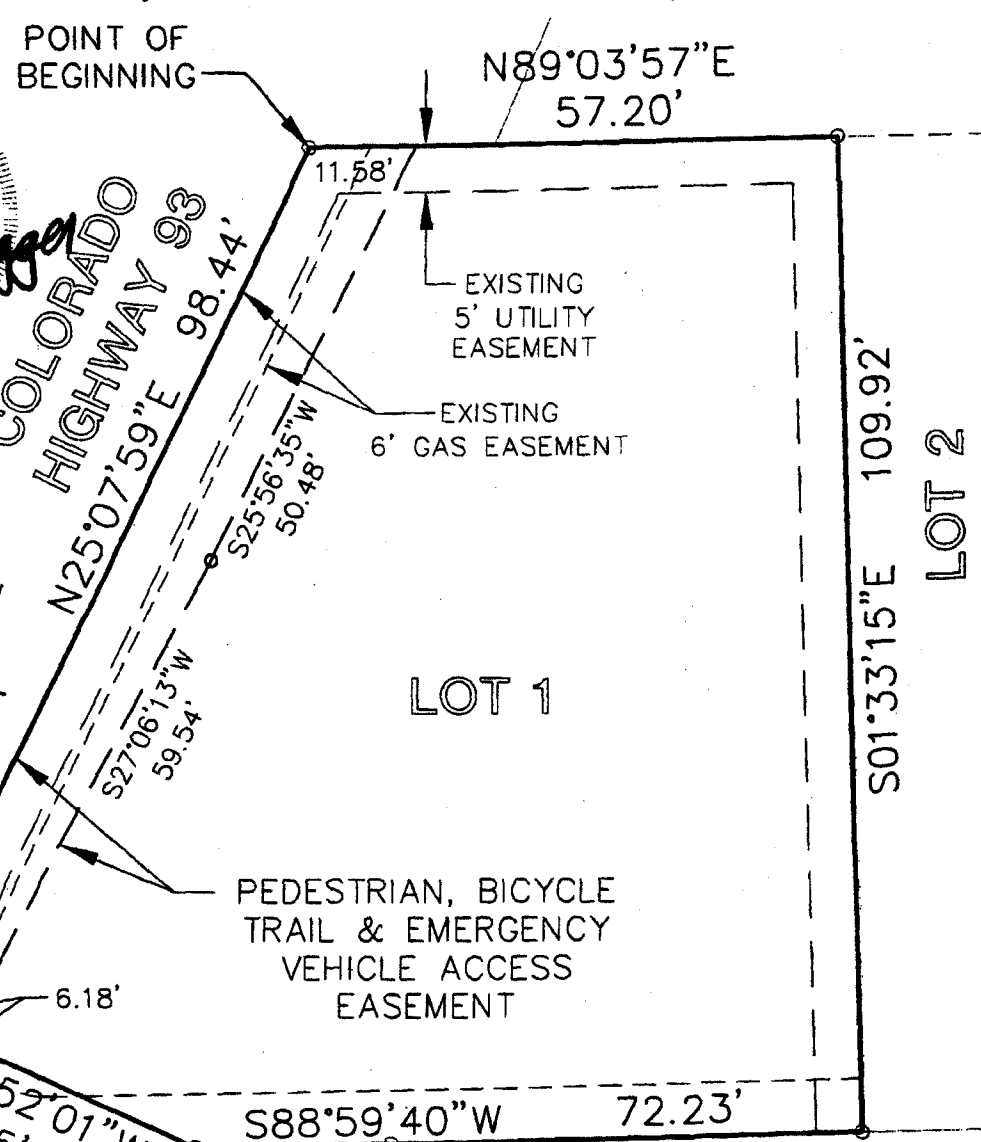 POINT OF
BEGINNING
N89°03'57"E
57.20'
11.58'
COLORADO
HIGHWAY 93
98.44'
N25°07'59"E
EXISTING
5' UTILITY
EASEMENT
EXISTING
6' GAS EASEMENT
S25°56'35"W
50.48'
109.92'
S01°33'15"E
LOT 2
LOT 1
S27°06'13"W
59.54'
PEDESTRIAN, BICYCLE
TRAIL & EMERGENCY
VEHICLE ACCESS
EASEMENT
6.18'
52'01"W
S88°59'40"W
72.23'